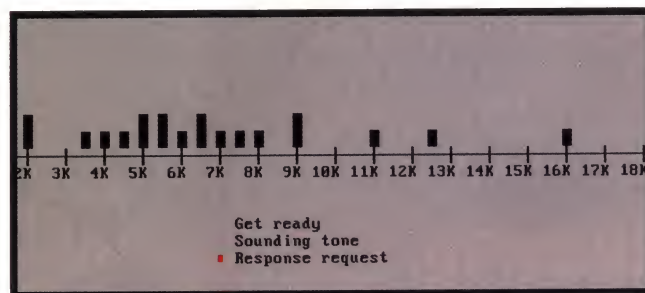 2K 3K 4K 5K 6K 7K 8K 9K 10K 11K 12K 13K 14K 15K 16K 17K 18K
Get ready
Sounding tone
Response request